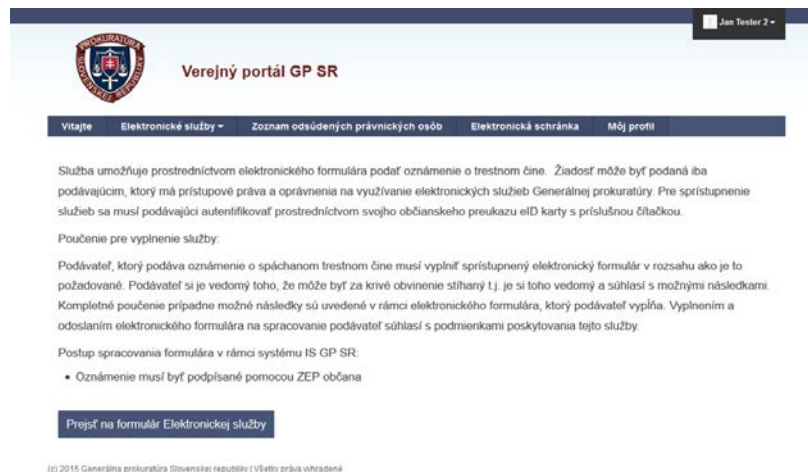 Jan Tester 2
PROKURATÚRA
SLOVENSKEJ REPUBLIKY
Verejný portál GP SR
Vitajte Elektronické služby Zoznam odsúdených právnických osôb Elektronická schránka Môj profil
Služba umožňuje prostredníctvom elektronického formulára podať oznámenie o trestnom čine. Žiadosť môže byť podaná iba
podávajúcim, ktorý má prístupové práva a oprávnenia na využívanie elektronických služieb Generálnej prokuratúry. Pre sprístupnenie
služieb sa musí podávajúci autentifikovať prostredníctvom svojho občianskeho preukazu eID karty s príslušnou čítačkou.
Poučenie pre vyplnenie služby:
Podávateľ, ktorý podáva oznámenie o spáchanom trestnom čine musí vyplniť sprístupnený elektronický formulár v rozsahu ako je to
požadované. Podávateľ si je vedomý toho, že môže byť za krivé obvinenie stíhaný t.j. je si toho vedomý a súhlasí s možnými následkami.
Kompletné poučenie prípadne možné následky sú uvedené v rámci elektronického formulára, ktorý podávateľ vypĺňa. Vyplnením a
odoslaním elektronického formulára na spracovanie podávateľ súhlasí s podmienkami poskytovania tejto služby.
Postup spracovania formulára v rámci systému IS GP SR:
• Oznámenie musí byť podpísané pomocou ZEP občana
Prejsť na formulár Elektronickej služby
(c) 2015 Generálna prokuratúra Slovenskej republiky | Všetky práva vyhradené